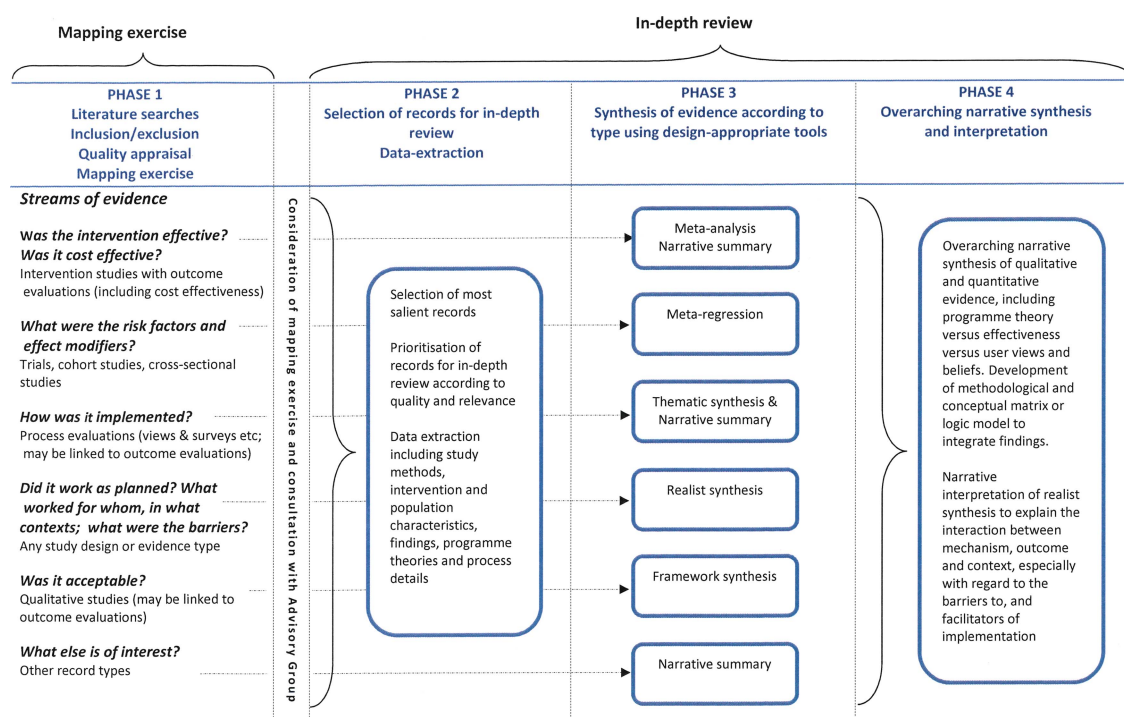 Mapping exercise
In-depth review
PHASE 1
Literature searches
Inclusion/exclusion
Quality appraisal
Mapping exercise
PHASE 2
Selection of records for in-depth
review
Data-extraction
PHASE 3
Synthesis of evidence according to
type using design-appropriate tools
PHASE 4
Overarching narrative synthesis
and interpretation
Streams of evidence
Was the intervention effective?
Was it cost effective?
Intervention studies with outcome
evaluations (including cost effectiveness)
What were the risk factors and
effect modifiers?
Trials, cohort studies, cross-sectional
studies
How was it implemented?
Process evaluations (views & surveys etc;
may be linked to outcome evaluations)
Did it work as planned? What
worked for whom, in what
contexts; what were the barriers?
Any study design or evidence type
Was it acceptable?
Qualitative studies (may be linked to
outcome evaluations)
What else is of interest?
Other record types
Consideration of mapping exercise and consultation with Advisory Group
Selection of most
salient records
Prioritisation of
records for in-depth
review according to
quality and relevance
Data extraction
including study
methods,
intervention and
population
characteristics,
findings, programme
theories and process
details
Meta-analysis
Narrative summary
Meta-regression
Thematic synthesis &
Narrative summary
Realist synthesis
Framework synthesis
Narrative summary
Overarching narrative
synthesis of qualitative
and quantitative
evidence, including
programme theory
versus effectiveness
versus user views and
beliefs. Development
of methodological and
conceptual matrix or
logic model to
integrate findings.
Narrative
interpretation of realist
synthesis to explain the
interaction between
mechanism, outcome
and context, especially
with regard to the
barriers to, and
facilitators of
implementation